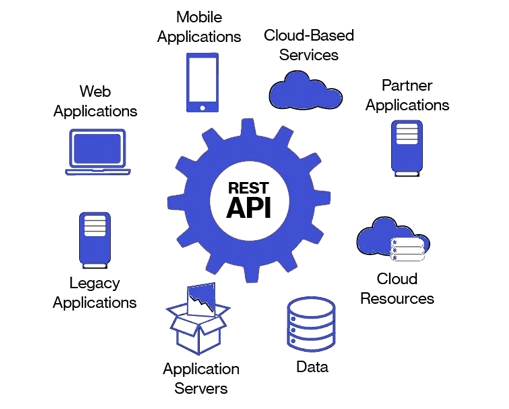 Mobile
Applications
Cloud-Based
Services
Web
Applications
Partner
Applications
REST
API
Legacy
Applications
Cloud
Resources
Application
Servers
Data